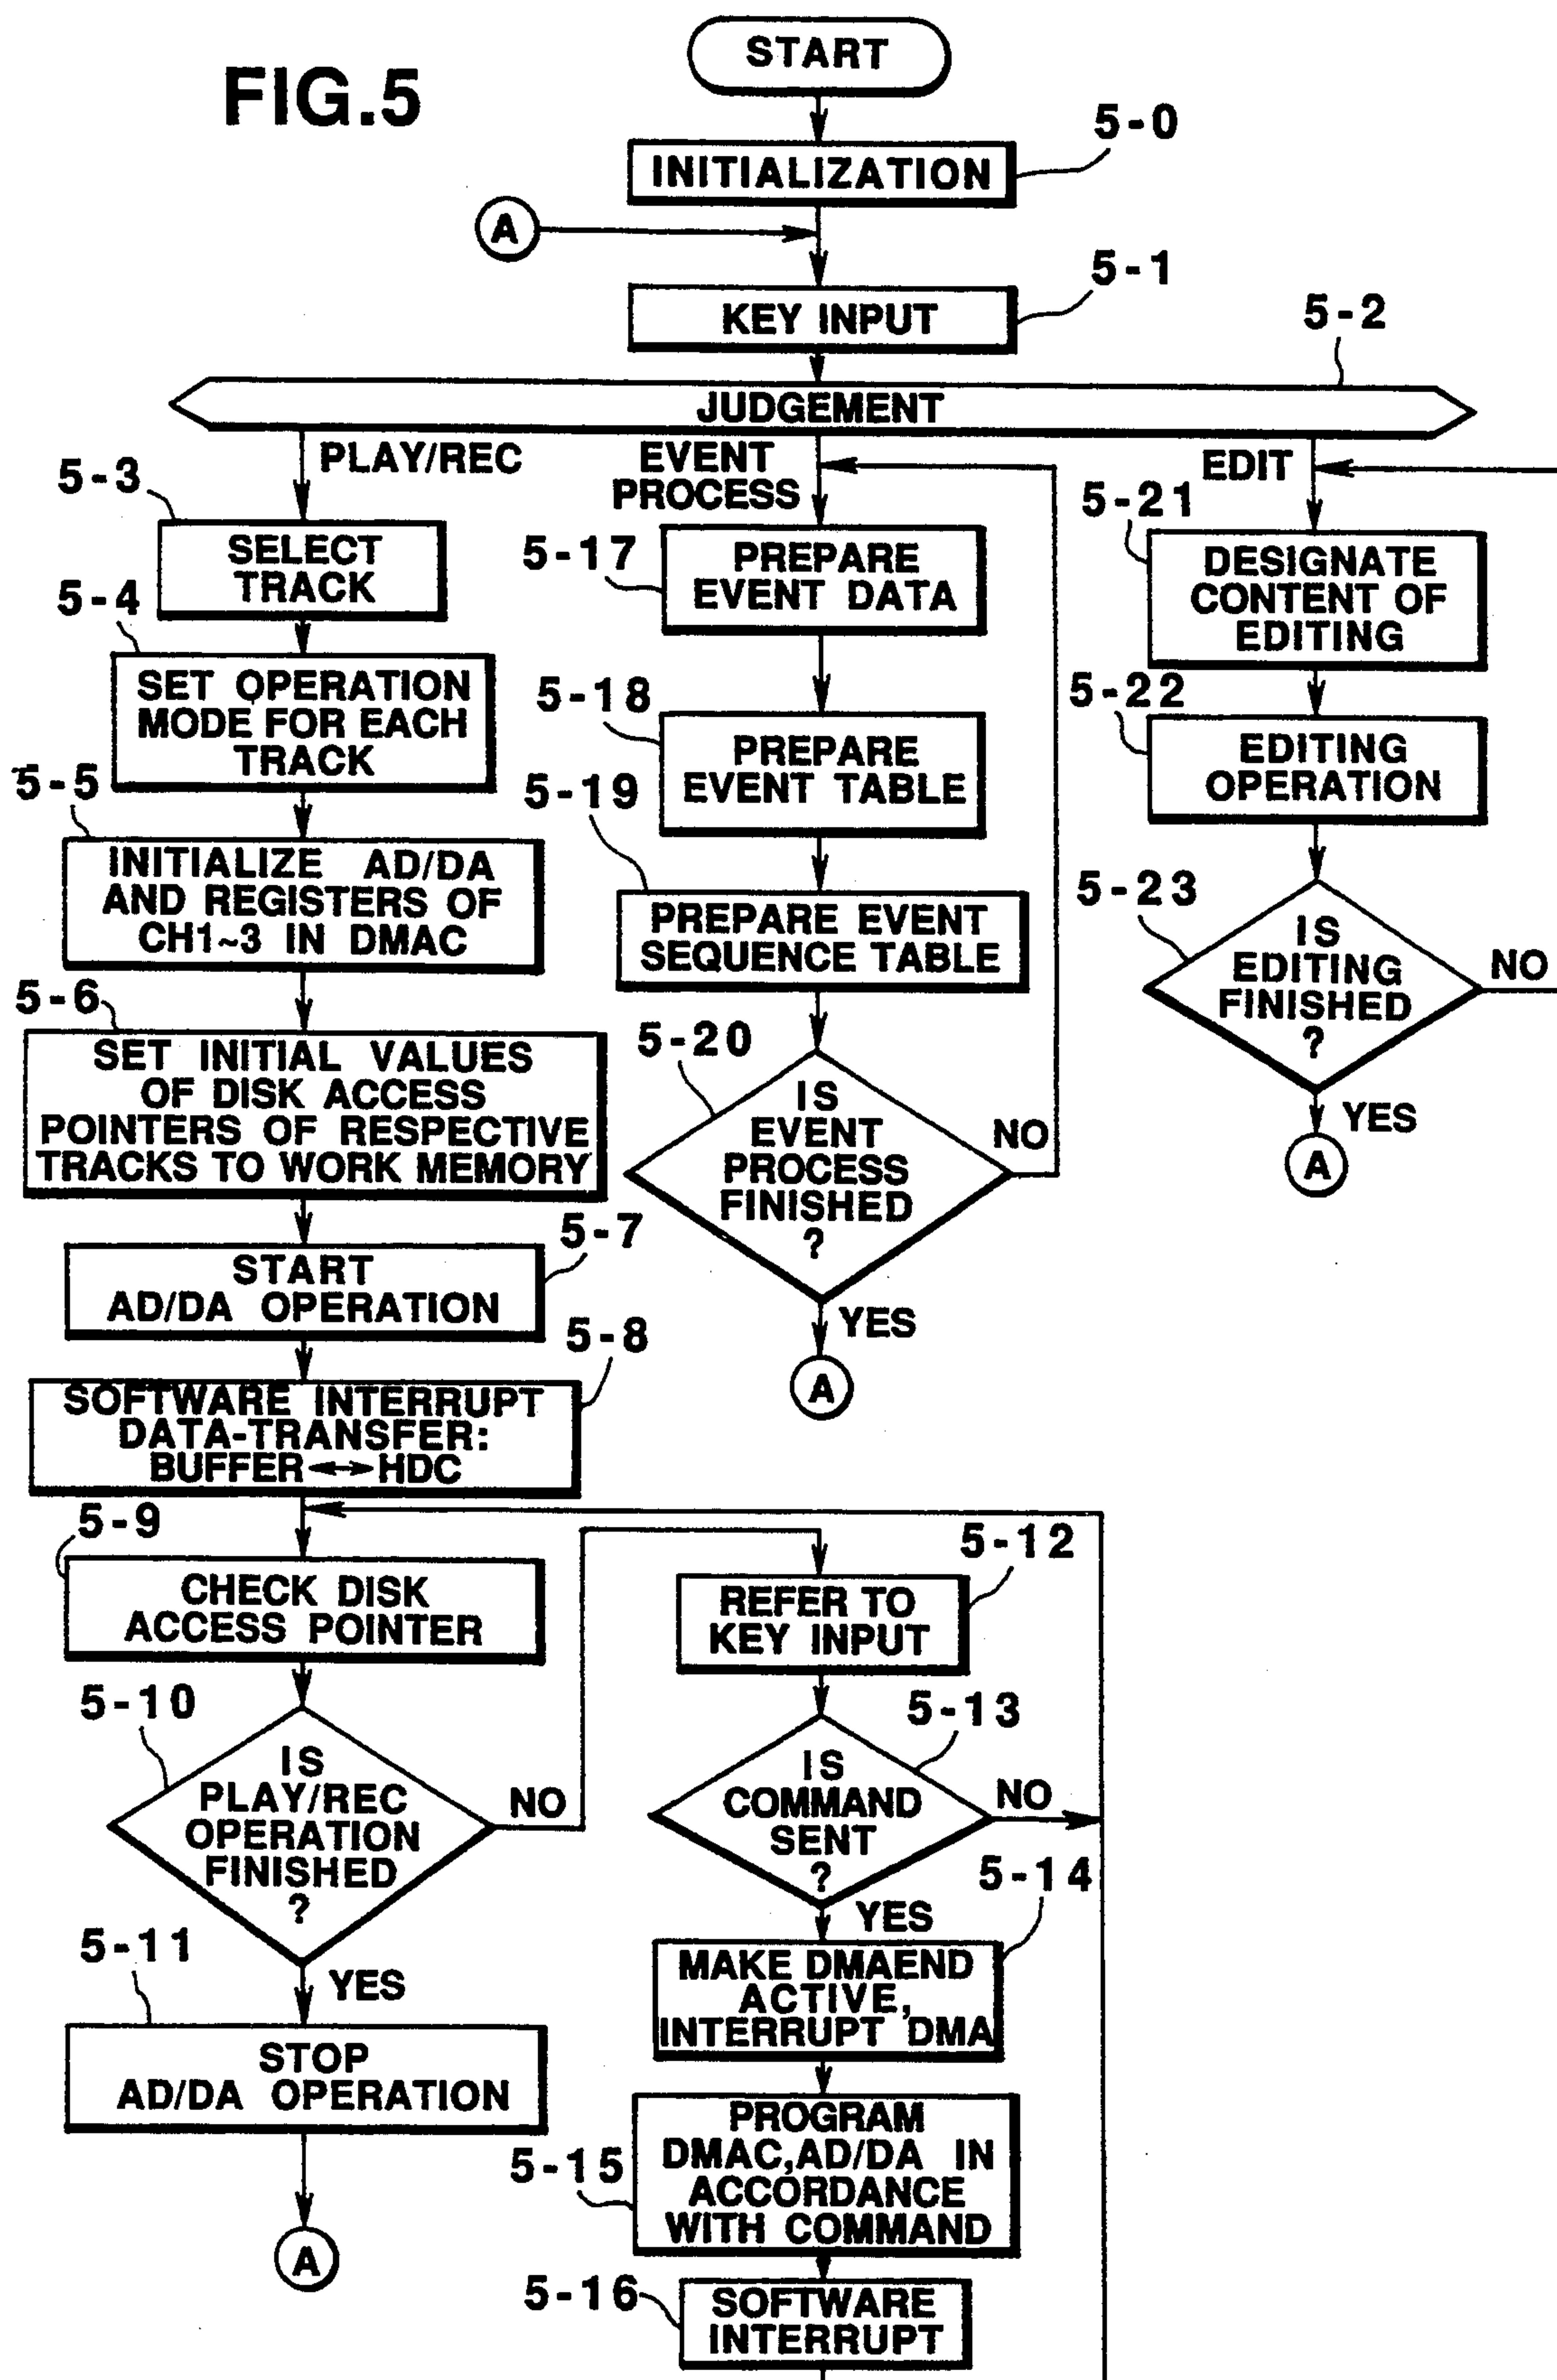 FIG.5
START
5-0
INITIALIZATION
A
5-1
KEY INPUT
5-2
JUDGEMENT
PLAY/REC
5-3
SELECT
TRACK
5-4
SET OPERATION
MODE FOR EACH
TRACK
5-5
INITIALIZE AD/DA
AND REGISTERS OF
CH1~3 IN DMAC
5-6
SET INITIAL VALUES
OF DISK ACCESS
POINTERS OF RESPECTIVE
TRACKS TO WORK MEMORY
5-7
START
AD/DA OPERATION
5-8
SOFTWARE INTERRUPT
DATA-TRANSFER:
BUFFER↔HDC
5-9
CHECK DISK
ACCESS POINTER
5-10
IS
PLAY/REC
OPERATION
FINISHED
?
NO
YES
5-11
STOP
AD/DA OPERATION
A
5-12
REFER TO
KEY INPUT
5-13
IS
COMMAND
SENT
?
NO
YES
5-14
MAKE DMAEND
ACTIVE,
INTERRUPT DMA
5-15
PROGRAM
DMAC,AD/DA IN
ACCORDANCE
WITH COMMAND
5-16
SOFTWARE
INTERRUPT
EVENT
PROCESS
5-17
PREPARE
EVENT DATA
5-18
PREPARE
EVENT TABLE
5-19
PREPARE EVENT
SEQUENCE TABLE
5-20
IS
EVENT
PROCESS
FINISHED
?
NO
YES
A
EDIT
5-21
DESIGNATE
CONTENT OF
EDITING
5-22
EDITING
OPERATION
5-23
IS
EDITING
FINISHED
?
NO
YES
A